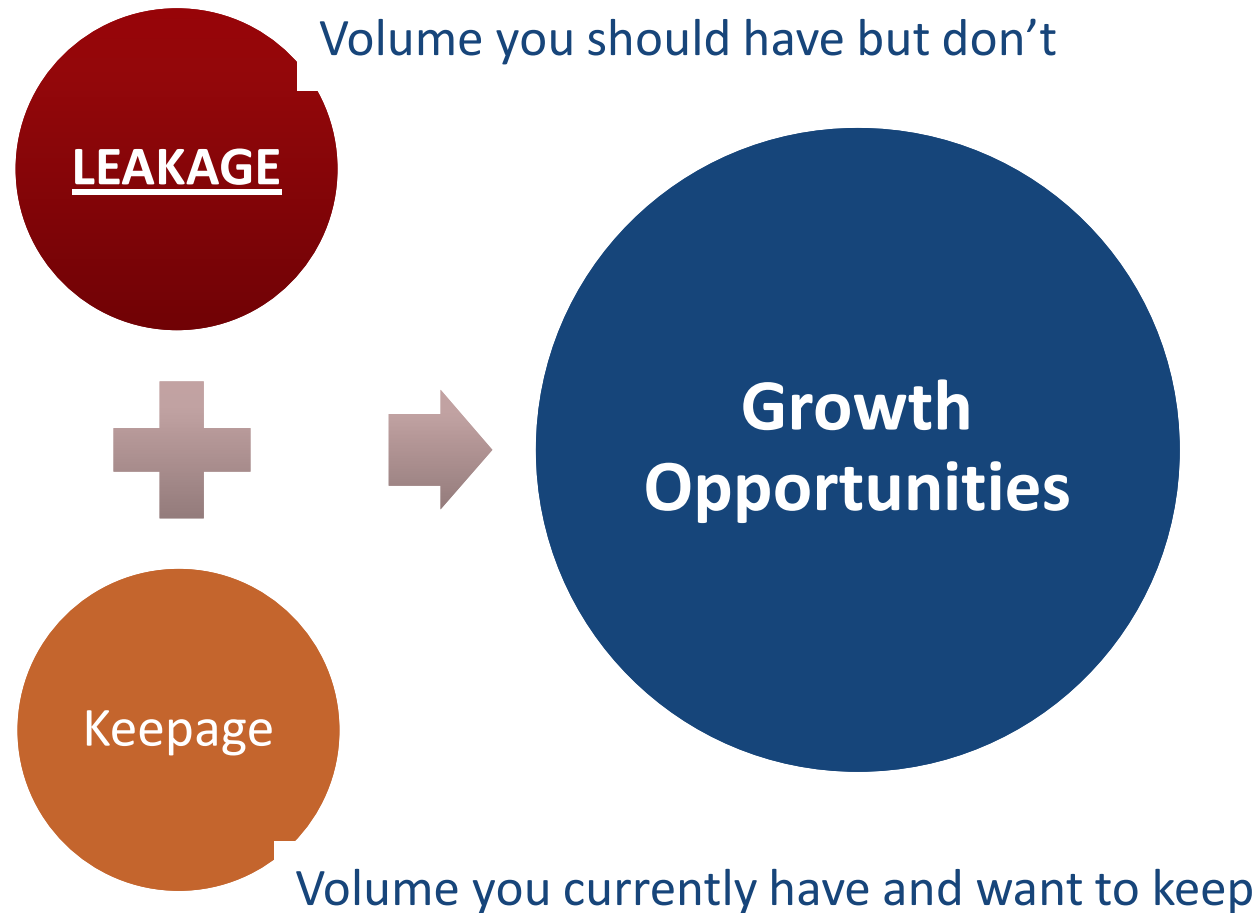 Volume you should have but don’t
LEAKAGE
Growth
Opportunities
Keepage
Volume you currently have and want to keep